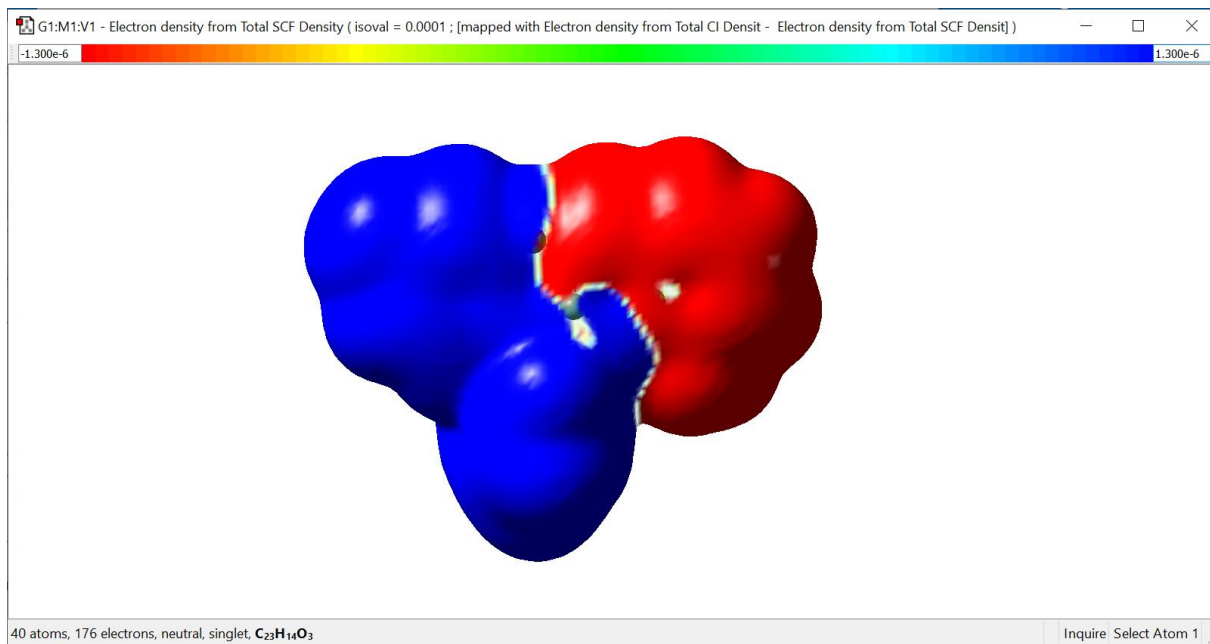 G1:M1:V1 - Electron density from Total SCF Density ( isoval = 0.0001 ; [mapped with Electron density from Total CI Densit - Electron density from Total SCF Densit] )
-1.300e-6 1.300e-6
40 atoms, 176 electrons, neutral, singlet, C₂₃H₁₄O₃ Inquire Select Atom 1